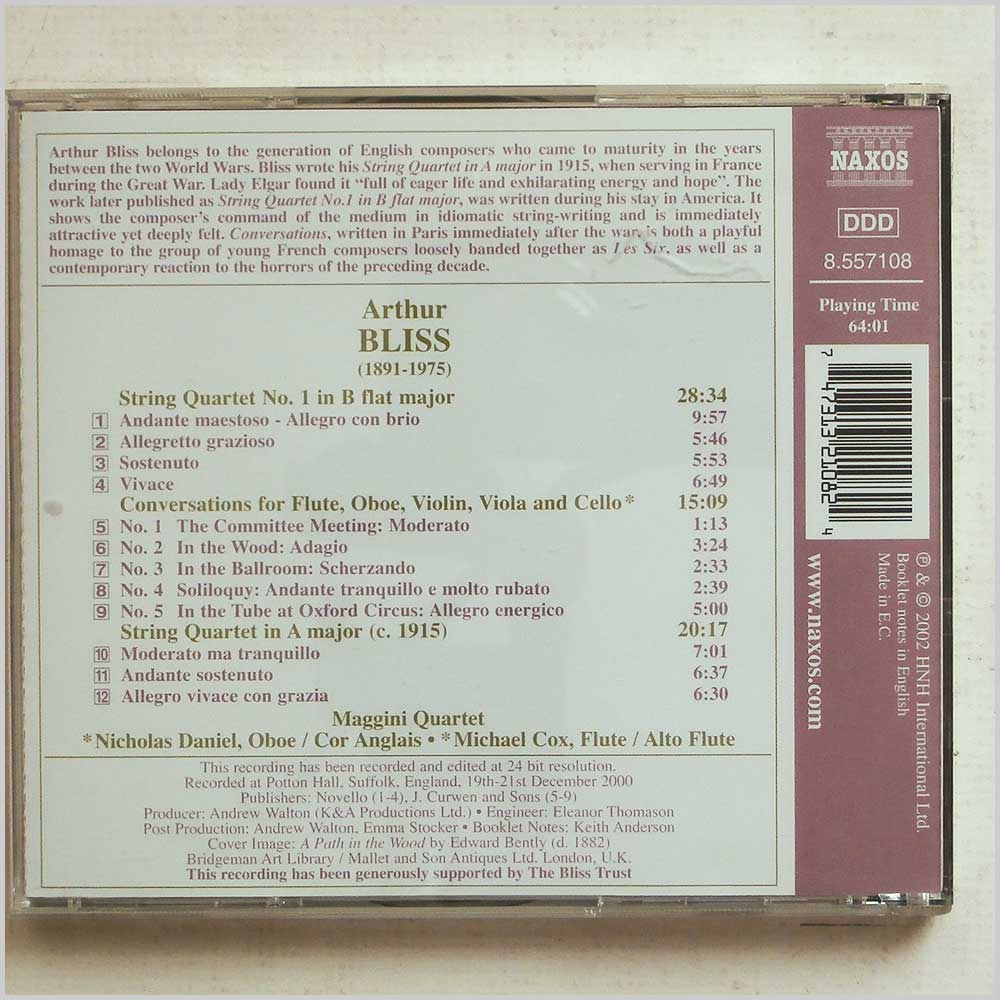 Arthur Bliss belongs to the generation of English composers who came to maturity in the years
between the two World Wars. Bliss wrote his String Quartet in A major in 1915, when serving in France
during the Great War. Lady Elgar found it “full of eager life and exhilarating energy and hope”. The
work later published as String Quartet No.1 in B flat major, was written during his stay in America. It
shows the composer's command of the medium in idiomatic string-writing and is immediately
attractive yet deeply felt. Conversations, written in Paris immediately after the war, is both a playful
homage to the group of young French composers loosely banded together as Les Six, as well as a
contemporary reaction to the horrors of the preceding decade.
Arthur
BLISS
(1891-1975)
String Quartet No. 1 in B flat major 28:34
1 Andante maestoso - Allegro con brio 9:57
2 Allegretto grazioso 5:46
3 Sostenuto 5:53
4 Vivace 6:49
Conversations for Flute, Oboe, Violin, Viola and Cello* 15:09
5 No. 1 The Committee Meeting: Moderato 1:13
6 No. 2 In the Wood: Adagio 3:24
7 No. 3 In the Ballroom: Scherzando 2:33
8 No. 4 Soliloquy: Andante tranquillo e molto rubato 2:39
9 No. 5 In the Tube at Oxford Circus: Allegro energico 5:00
String Quartet in A major (c. 1915) 20:17
10 Moderato ma tranquillo 7:01
11 Andante sostenuto 6:37
12 Allegro vivace con grazia 6:30
Maggini Quartet
*Nicholas Daniel, Oboe / Cor Anglais • *Michael Cox, Flute / Alto Flute
This recording has been recorded and edited at 24 bit resolution.
Recorded at Potton Hall, Suffolk, England, 19th-21st December 2000
Publishers: Novello (1-4), J. Curwen and Sons (5-9)
Producer: Andrew Walton (K&A Productions Ltd.) • Engineer: Eleanor Thomason
Post Production: Andrew Walton, Emma Stocker • Booklet Notes: Keith Anderson
Cover Image: A Path in the Wood by Edward Bently (d. 1882)
Bridgeman Art Library / Mallet and Son Antiques Ltd. London, U.K.
This recording has been generously supported by The Bliss Trust
NAXOS
DDD
8.557108
Playing Time
64:01
7 47313 21082 4
℗ & © 2002 HNH International Ltd.
Booklet notes in English
Made in E.C.
www.naxos.com